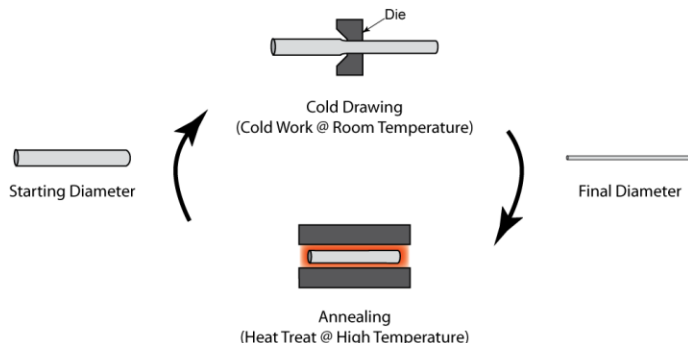 Die
Cold Drawing
(Cold Work @ Room Temperature)
Starting Diameter
Final Diameter
Annealing
(Heat Treat @ High Temperature)